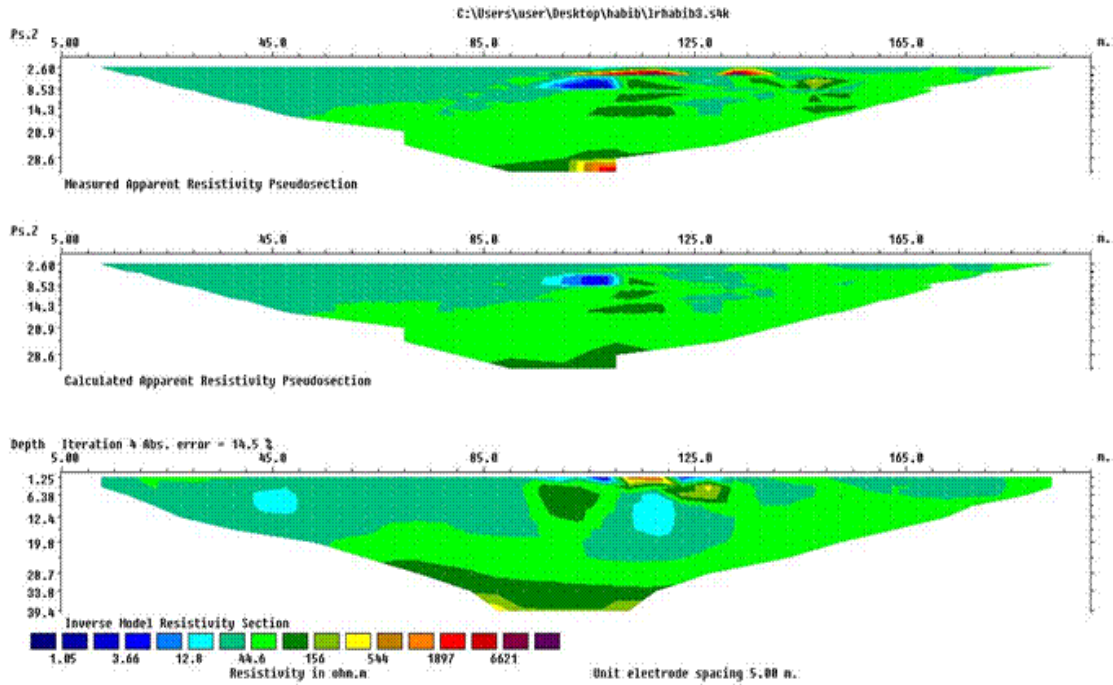 C:\Users\user\Desktop\habib\lrhabib3.s4k
Ps.Z
5.00 45.0 85.0 125.0 165.0 m.
2.60
8.53
14.3
20.9
28.6
Measured Apparent Resistivity Pseudosection
Ps.Z
5.00 45.0 85.0 125.0 165.0 m.
2.60
8.53
14.3
20.9
28.6
Calculated Apparent Resistivity Pseudosection
Depth Iteration 4 Abs. error = 14.5 %
5.00 45.0 85.0 125.0 165.0 m.
1.25
6.38
12.4
19.8
28.7
33.8
39.4
Inverse Model Resistivity Section
1.05 3.66 12.8 44.6 156 544 1897 6621
Resistivity in ohm.m Unit electrode spacing 5.00 m.